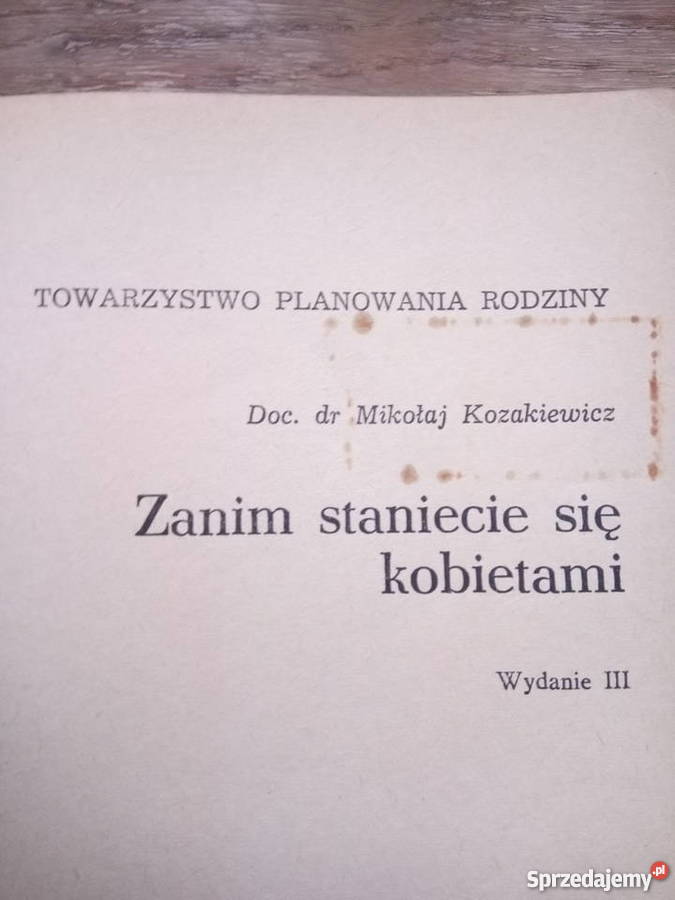 TOWARZYSTWO PLANOWANIA RODZINY
Doc. dr Mikołaj Kozakiewicz
Zanim staniecie się
kobietami
Wydanie III
Sprzedajemy.pl